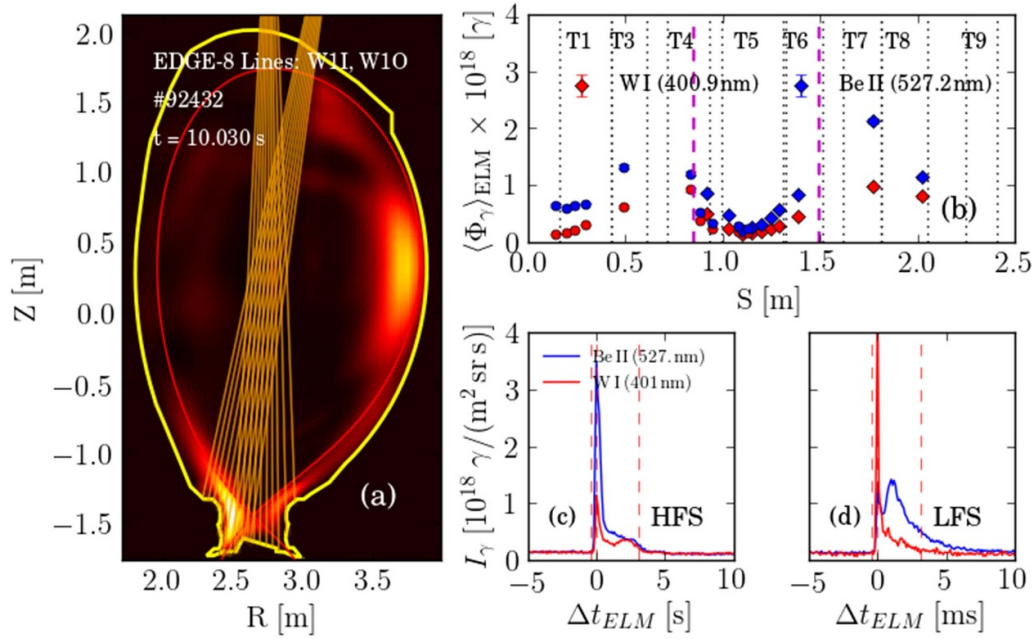 EDGE-8 Lines: W1I, W1O
#92432
t = 10.030 s
(a)
Z [m]
2.0
1.5
1.0
0.5
0.0
−0.5
−1.0
−1.5
2.0 2.5 3.0 3.5
R [m]
⟨Φγ⟩ELM × 10^18 [γ]
4
3
2
1
0
T1 T3 T4 T5 T6 T7 T8 T9
W I (400.9nm) Be II (527.2nm)
(b)
0.0 0.5 1.0 1.5 2.0 2.5
S [m]
Iγ [10^18 γ/(m² sr s)]
4
3
2
1
0
Be II (527.nm)
W I (401nm)
(c) HFS
−5 0 5 10
ΔtELM [s]
(d) LFS
−5 0 5 10
ΔtELM [ms]